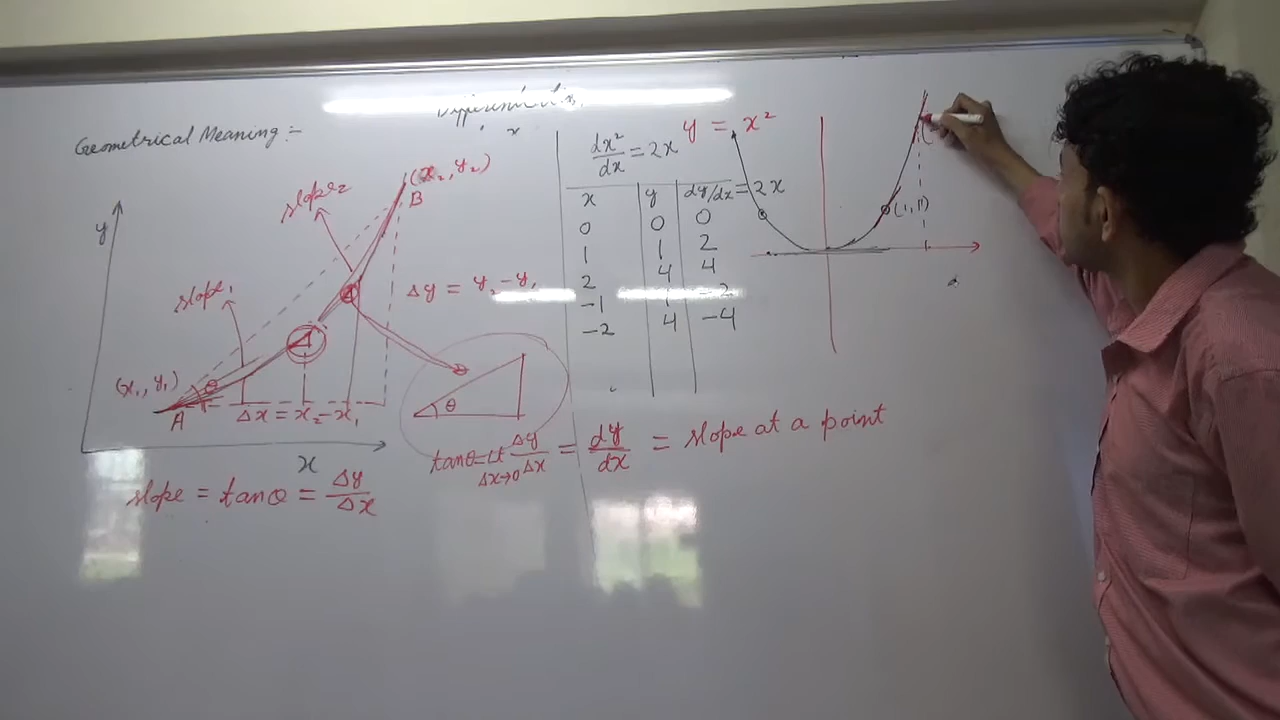 Differentiation
Geometrical Meaning :-
y
slope₂
(x₂, y₂)
B
slope₁
Δy = y₂ - y₁
(x₁, y₁)
θ
A
Δx = x₂ - x₁
x
θ
slope = tanθ = Δy/Δx
tanθ = Lt Δx→0 Δy/Δx = dy/dx = slope at a point
dx²/dx = 2x
y = x²
x y dy/dx = 2x
0 0 0
1 1 2
2 4 4
-1 1 -2
-2 4 -4
(1, 1)
(